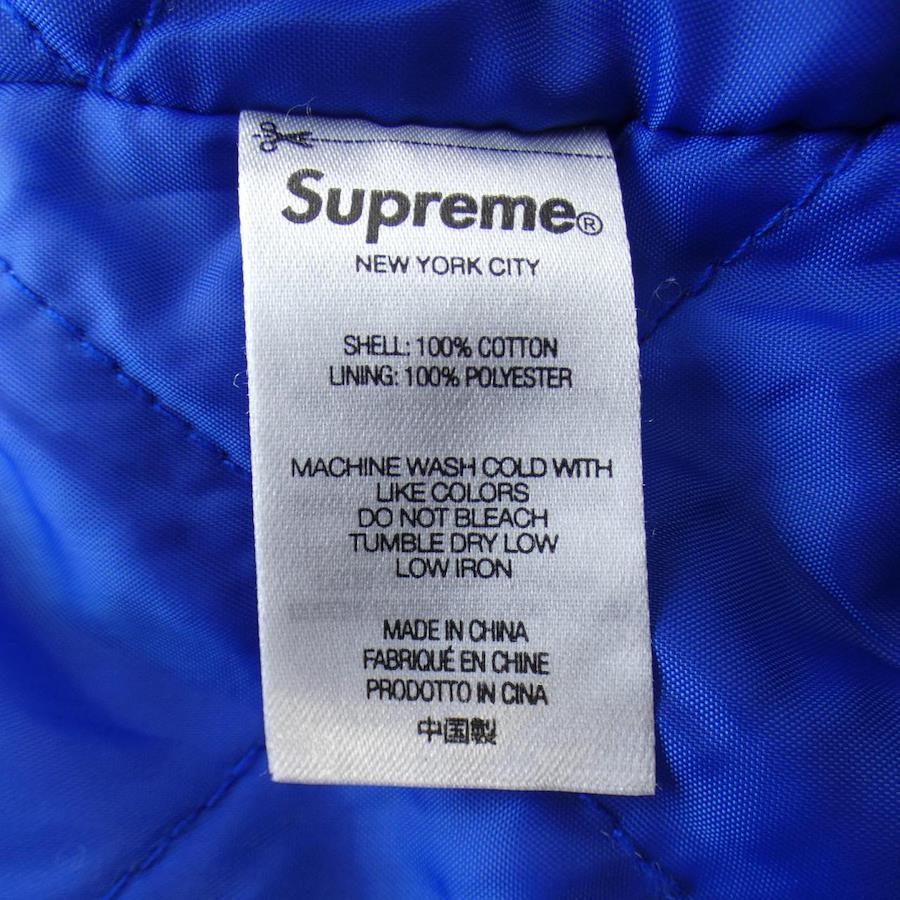 Supreme®
NEW YORK CITY
SHELL: 100% COTTON
LINING: 100% POLYESTER
MACHINE WASH COLD WITH
LIKE COLORS
DO NOT BLEACH
TUMBLE DRY LOW
LOW IRON
MADE IN CHINA
FABRIQUÉ EN CHINE
PRODOTTO IN CINA
中国製